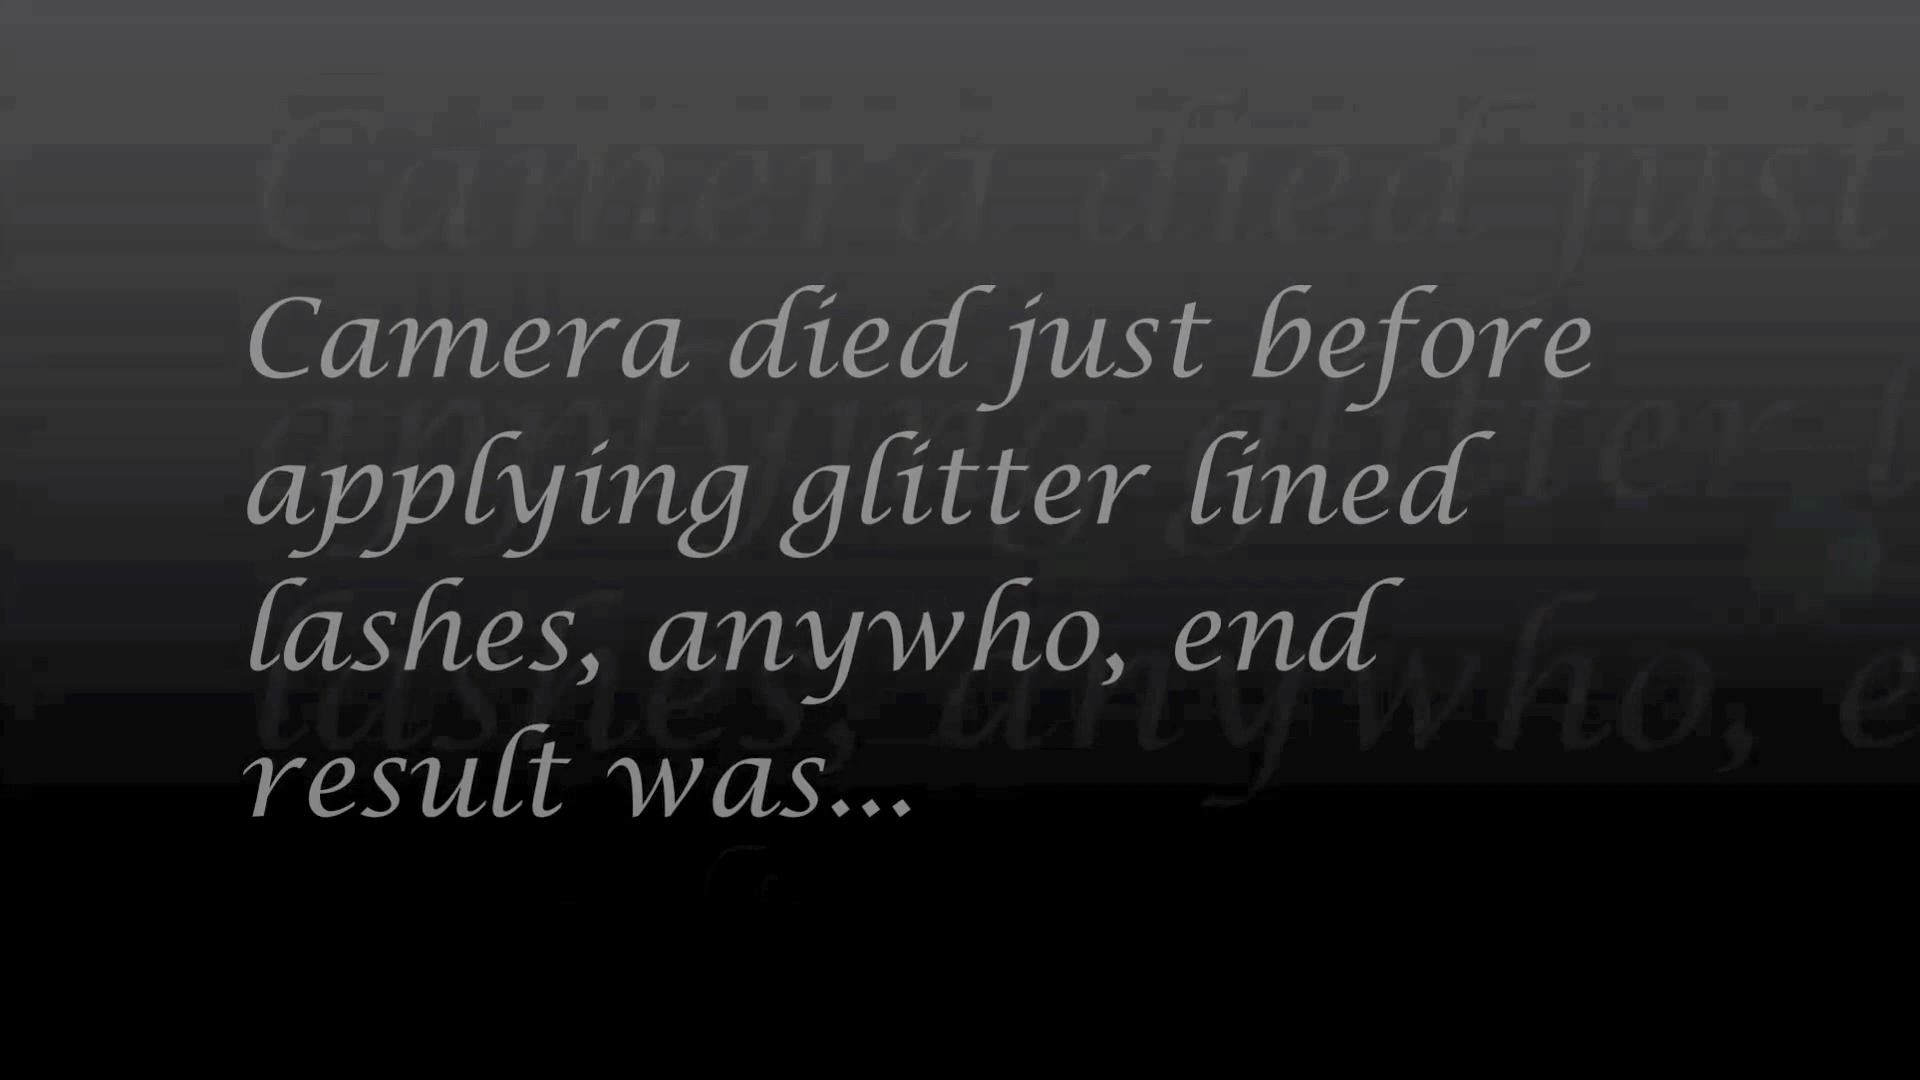 Camera died just before
applying glitter lined
lashes, anywho, end
result was...